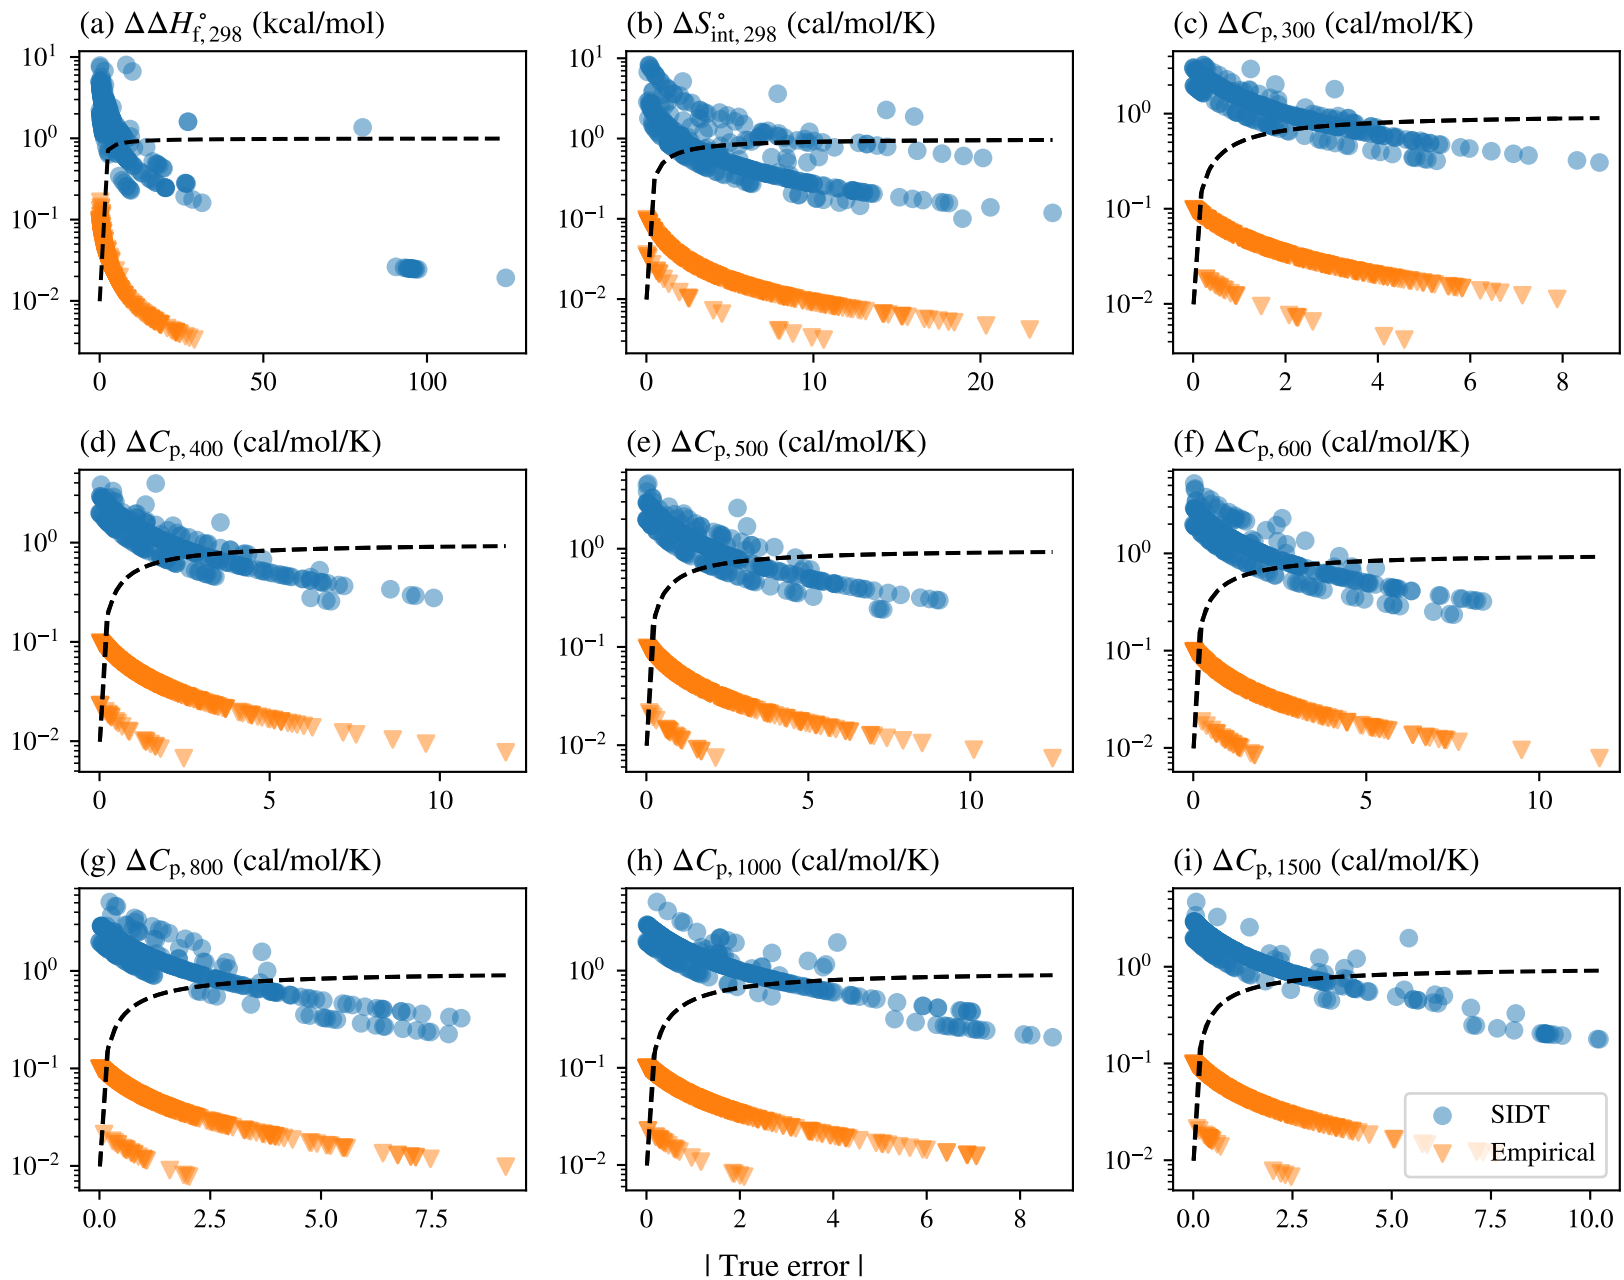 (a) ΔΔH°f, 298 (kcal/mol)
(b) ΔS°int, 298 (cal/mol/K)
(c) ΔCp, 300 (cal/mol/K)
10¹
10⁰
10⁻¹
10⁻²
0 50 100
10¹
10⁰
10⁻¹
10⁻²
0 10 20
10⁰
10⁻¹
10⁻²
0 2 4 6 8
(d) ΔCp, 400 (cal/mol/K)
(e) ΔCp, 500 (cal/mol/K)
(f) ΔCp, 600 (cal/mol/K)
10⁰
10⁻¹
10⁻²
0 5 10
10⁰
10⁻¹
10⁻²
0 5 10
10⁰
10⁻¹
10⁻²
0 5 10
(g) ΔCp, 800 (cal/mol/K)
(h) ΔCp, 1000 (cal/mol/K)
(i) ΔCp, 1500 (cal/mol/K)
10⁰
10⁻¹
10⁻²
0.0 2.5 5.0 7.5
10⁰
10⁻¹
10⁻²
0 2 4 6 8
10⁰
10⁻¹
10⁻²
SIDT
Empirical
0.0 2.5 5.0 7.5 10.0
| True error |